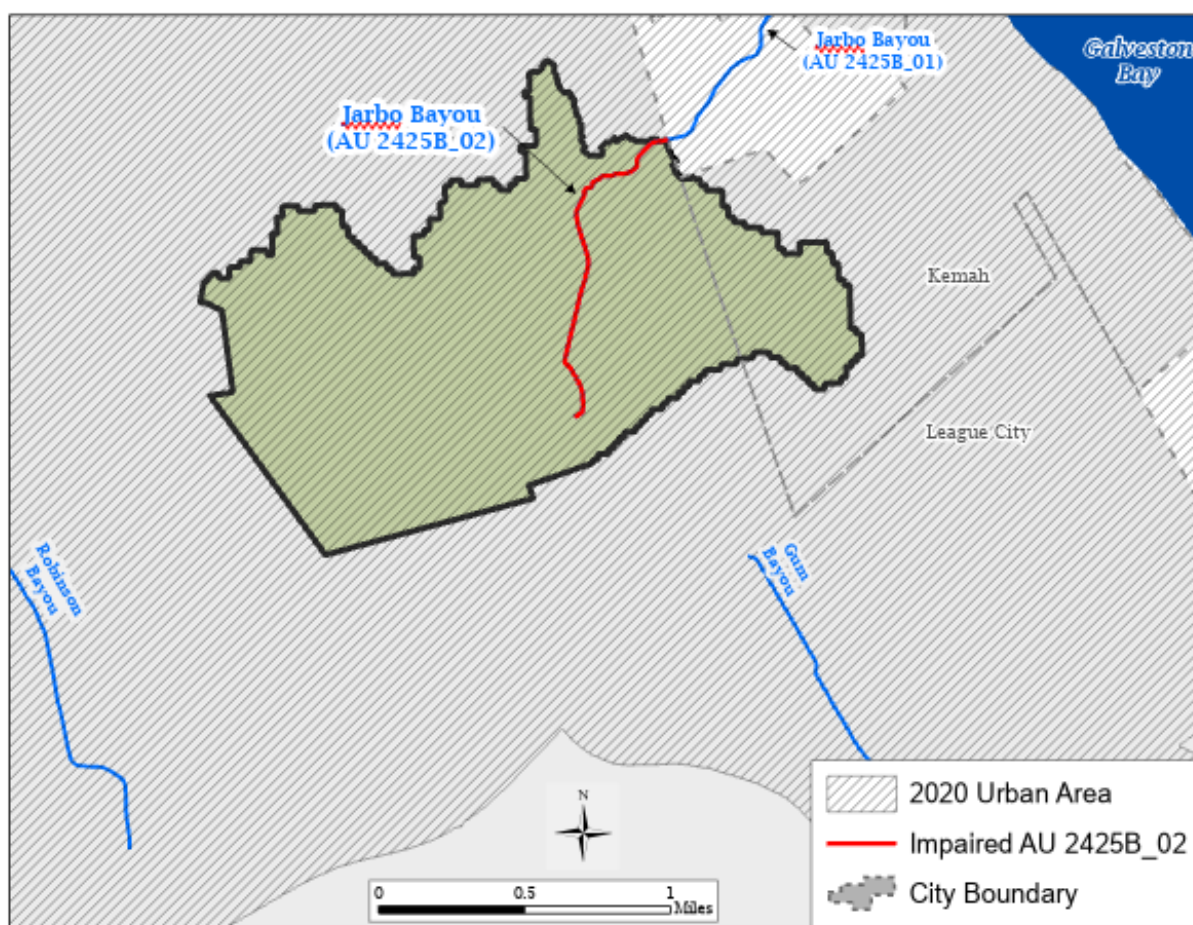 Jarbo Bayou
(AU 2425B_01)
Galveston
Bay
Jarbo Bayou
(AU 2425B_02)
Kemah
League City
Robinson
Bayou
Gum
Bayou
N
0 0.5 1
Miles
2020 Urban Area
Impaired AU 2425B_02
City Boundary